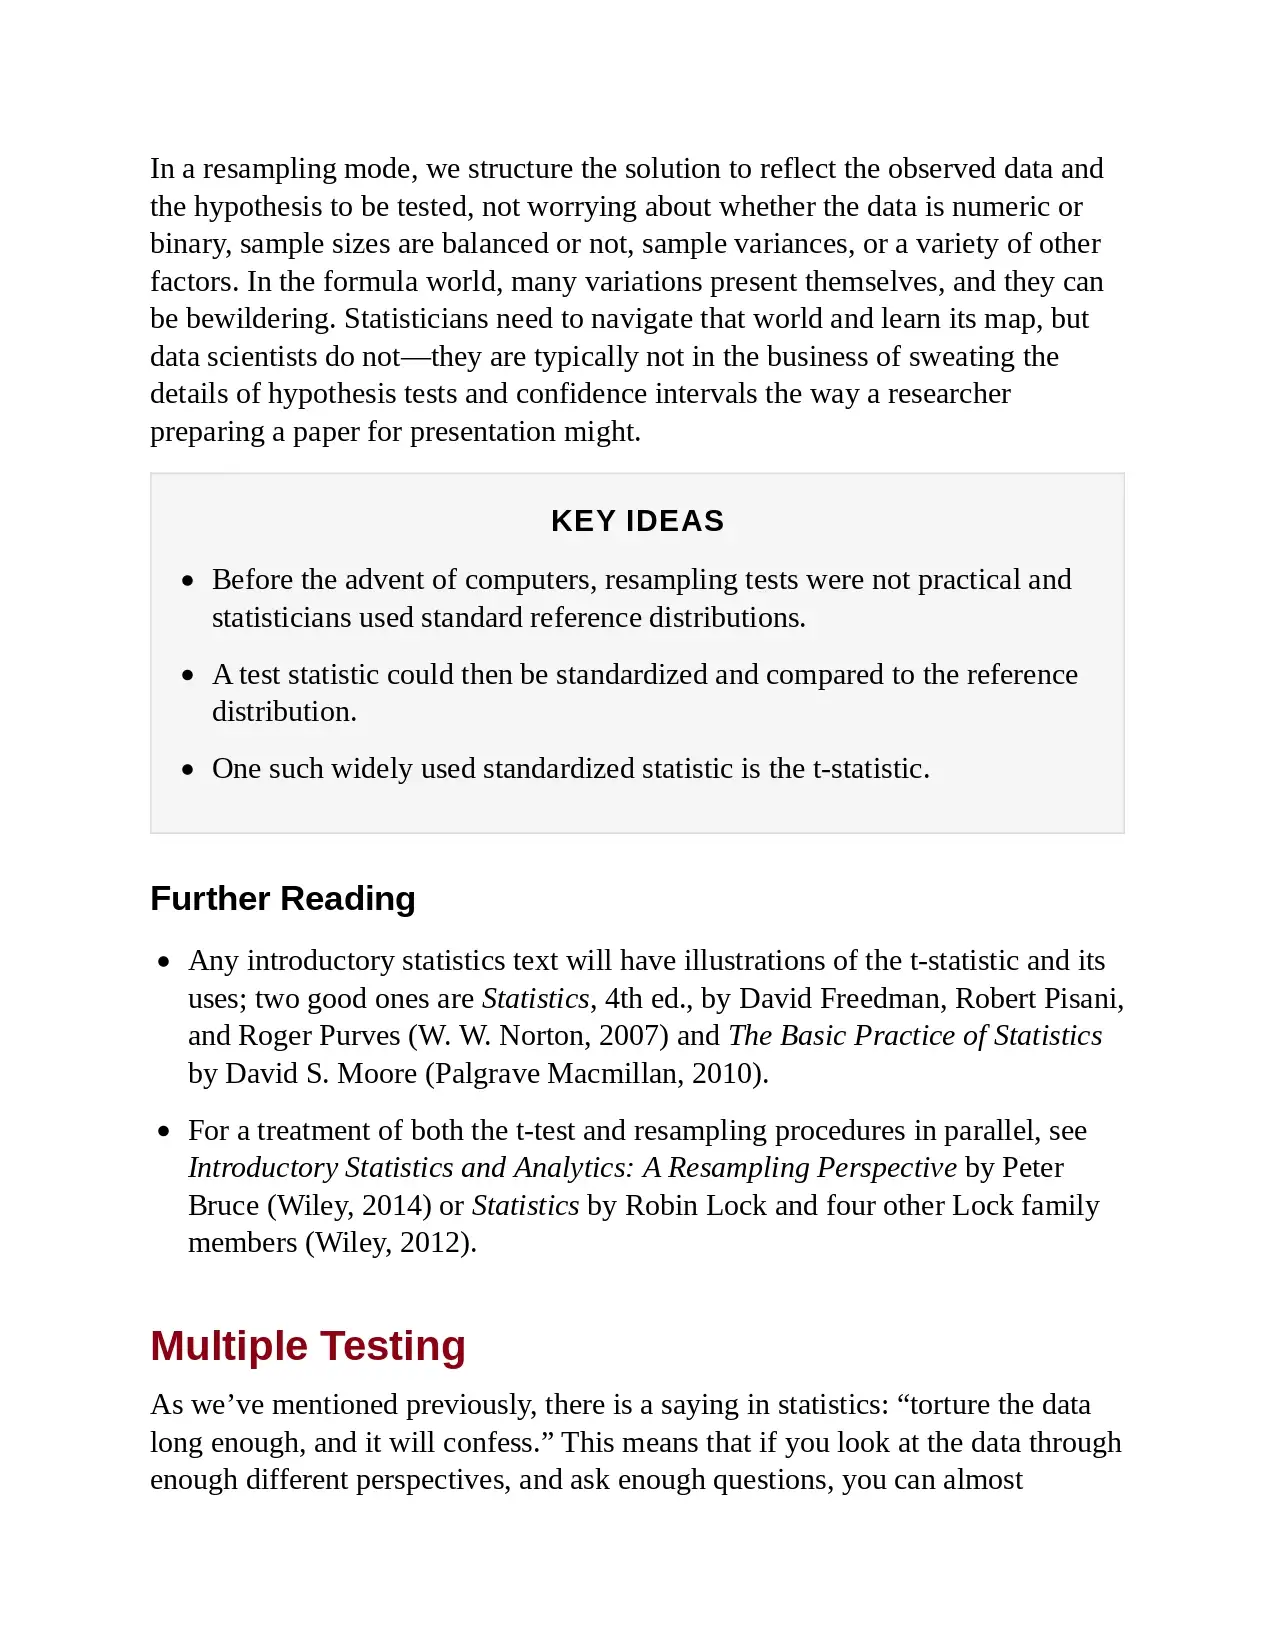 In a resampling mode, we structure the solution to reflect the observed data and
the hypothesis to be tested, not worrying about whether the data is numeric or
binary, sample sizes are balanced or not, sample variances, or a variety of other
factors. In the formula world, many variations present themselves, and they can
be bewildering. Statisticians need to navigate that world and learn its map, but
data scientists do not—they are typically not in the business of sweating the
details of hypothesis tests and confidence intervals the way a researcher
preparing a paper for presentation might.
KEY IDEAS
• Before the advent of computers, resampling tests were not practical and
statisticians used standard reference distributions.
• A test statistic could then be standardized and compared to the reference
distribution.
• One such widely used standardized statistic is the t-statistic.
Further Reading
• Any introductory statistics text will have illustrations of the t-statistic and its
uses; two good ones are Statistics, 4th ed., by David Freedman, Robert Pisani,
and Roger Purves (W. W. Norton, 2007) and The Basic Practice of Statistics
by David S. Moore (Palgrave Macmillan, 2010).
• For a treatment of both the t-test and resampling procedures in parallel, see
Introductory Statistics and Analytics: A Resampling Perspective by Peter
Bruce (Wiley, 2014) or Statistics by Robin Lock and four other Lock family
members (Wiley, 2012).
Multiple Testing
As we’ve mentioned previously, there is a saying in statistics: “torture the data
long enough, and it will confess.” This means that if you look at the data through
enough different perspectives, and ask enough questions, you can almost